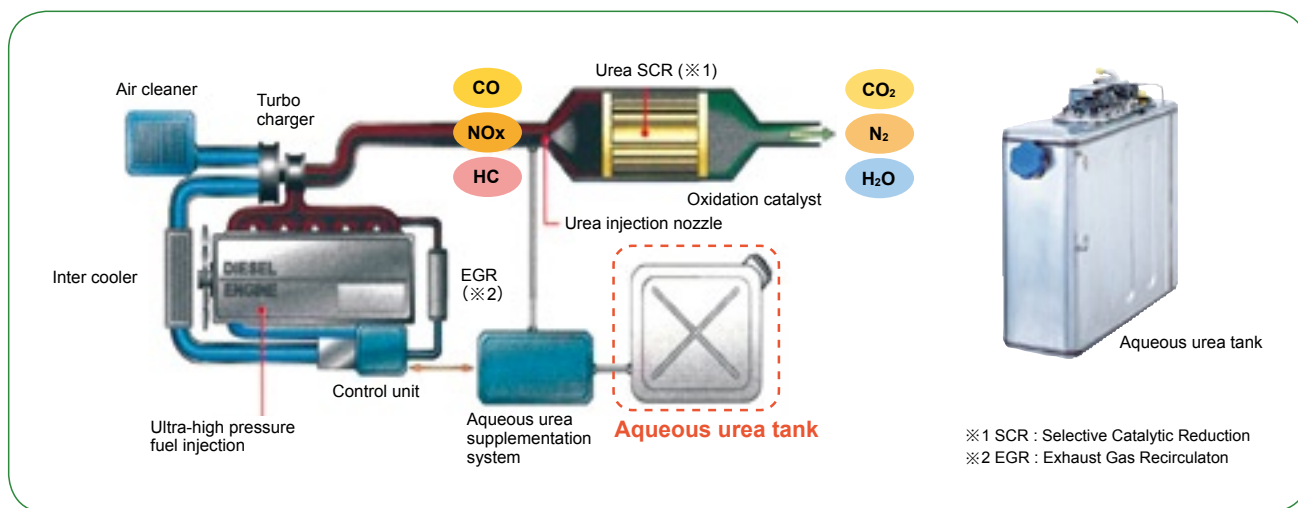 Air cleaner
Turbo
charger
CO
NOx
HC
Urea SCR (※1)
CO₂
N₂
H₂O
Oxidation catalyst
Urea injection nozzle
Inter cooler
DIESEL
ENGINE
EGR
(※2)
Control unit
Ultra-high pressure
fuel injection
Aqueous urea
supplementation
system
Aqueous urea tank
Aqueous urea tank
※1 SCR : Selective Catalytic Reduction
※2 EGR : Exhaust Gas Recirculaton